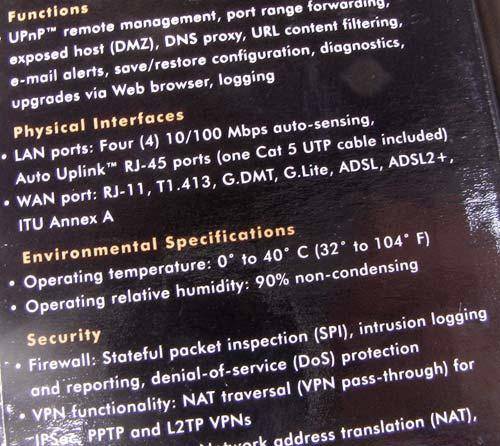 Functions
• UPnP™ remote management, port range forwarding,
exposed host (DMZ), DNS proxy, URL content filtering,
e-mail alerts, save/restore configuration, diagnostics,
upgrades via Web browser, logging
Physical Interfaces
• LAN ports: Four (4) 10/100 Mbps auto-sensing,
Auto Uplink™ RJ-45 ports (one Cat 5 UTP cable included)
• WAN port: RJ-11, T1.413, G.DMT, G.Lite, ADSL, ADSL2+,
ITU Annex A
Environmental Specifications
• Operating temperature: 0° to 40° C (32° to 104° F)
• Operating relative humidity: 90% non-condensing
Security
• Firewall: Stateful packet inspection (SPI), intrusion logging
and reporting, denial-of-service (DoS) protection
• VPN functionality: NAT traversal (VPN pass-through) for
IPSec, PPTP and L2TP VPNs
Network address translation (NAT),